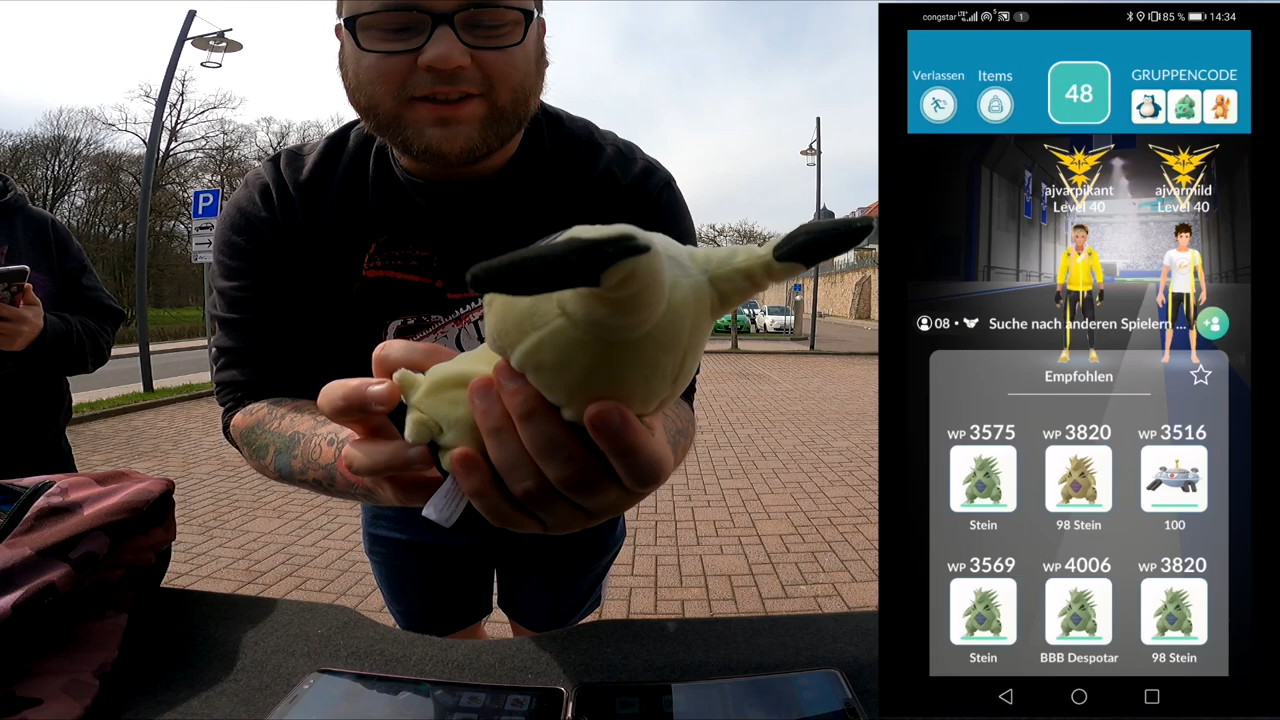 P
congstar
1
85 %
14:34
Verlassen
Items
48
GRUPPENCODE
ajvarpikant
Level 40
ajvarmild
Level 40
08 • Suche nach anderen Spielern ...
Empfohlen
WP 3575
WP 3820
WP 3516
Stein
98 Stein
100
WP 3569
WP 4006
WP 3820
Stein
BBB Despotar
98 Stein